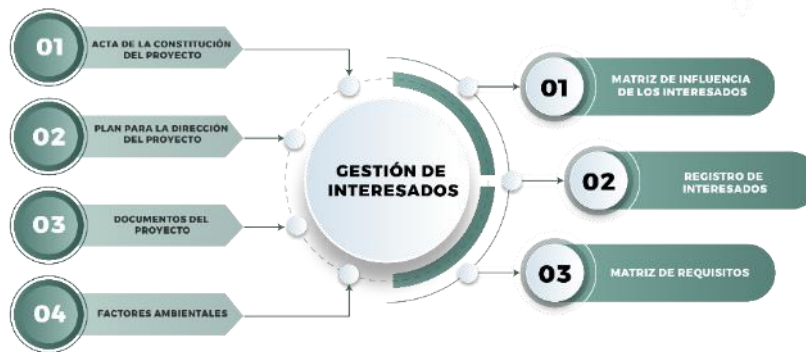 01
ACTA DE LA CONSTITUCIÓN
DEL PROYECTO
02
PLAN PARA LA DIRECCIÓN
DEL PROYECTO
03
DOCUMENTOS DEL
PROYECTO
04
FACTORES AMBIENTALES
GESTIÓN DE
INTERESADOS
01
MATRIZ DE INFLUENCIA
DE LOS INTERESADOS
02
REGISTRO DE
INTERESADOS
03
MATRIZ DE REQUISITOS